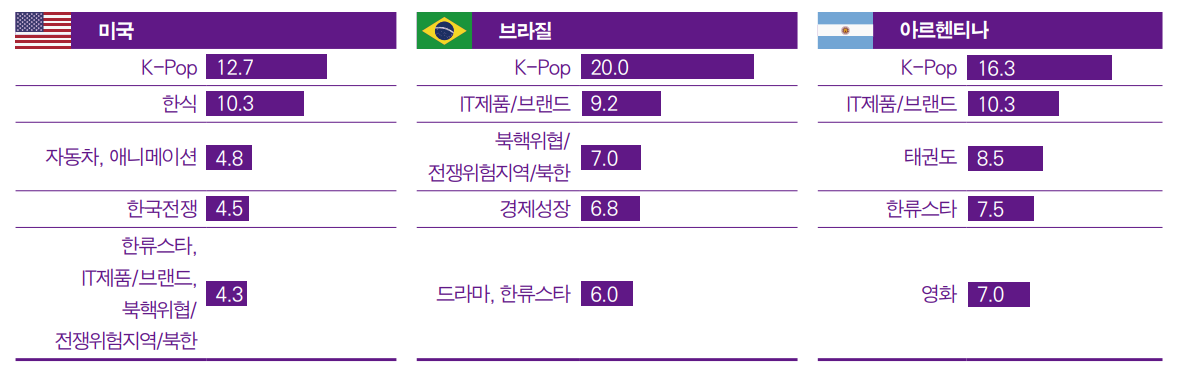 미국
K-Pop 12.7
한식 10.3
자동차, 애니메이션 4.8
한국전쟁 4.5
한류스타,
IT제품/브랜드,
북핵위협/
전쟁위험지역/북한
4.3
브라질
K-Pop 20.0
IT제품/브랜드 9.2
북핵위협/
전쟁위험지역/북한
7.0
경제성장 6.8
드라마, 한류스타 6.0
아르헨티나
K-Pop 16.3
IT제품/브랜드 10.3
태권도 8.5
한류스타 7.5
영화 7.0